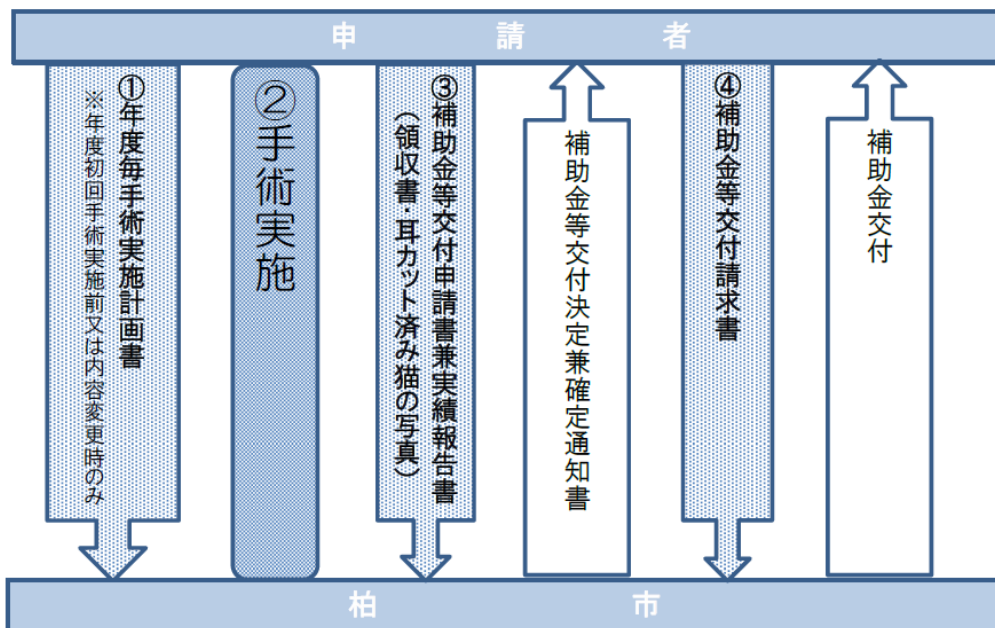 申請者
①年度毎手術実施計画書
※年度初回手術実施前又は内容変更時のみ
②手術実施
③補助金等交付申請書兼実績報告書
（領収書・耳カット済み猫の写真）
補助金等交付決定兼確定通知書
④補助金等交付請求書
補助金交付
柏市